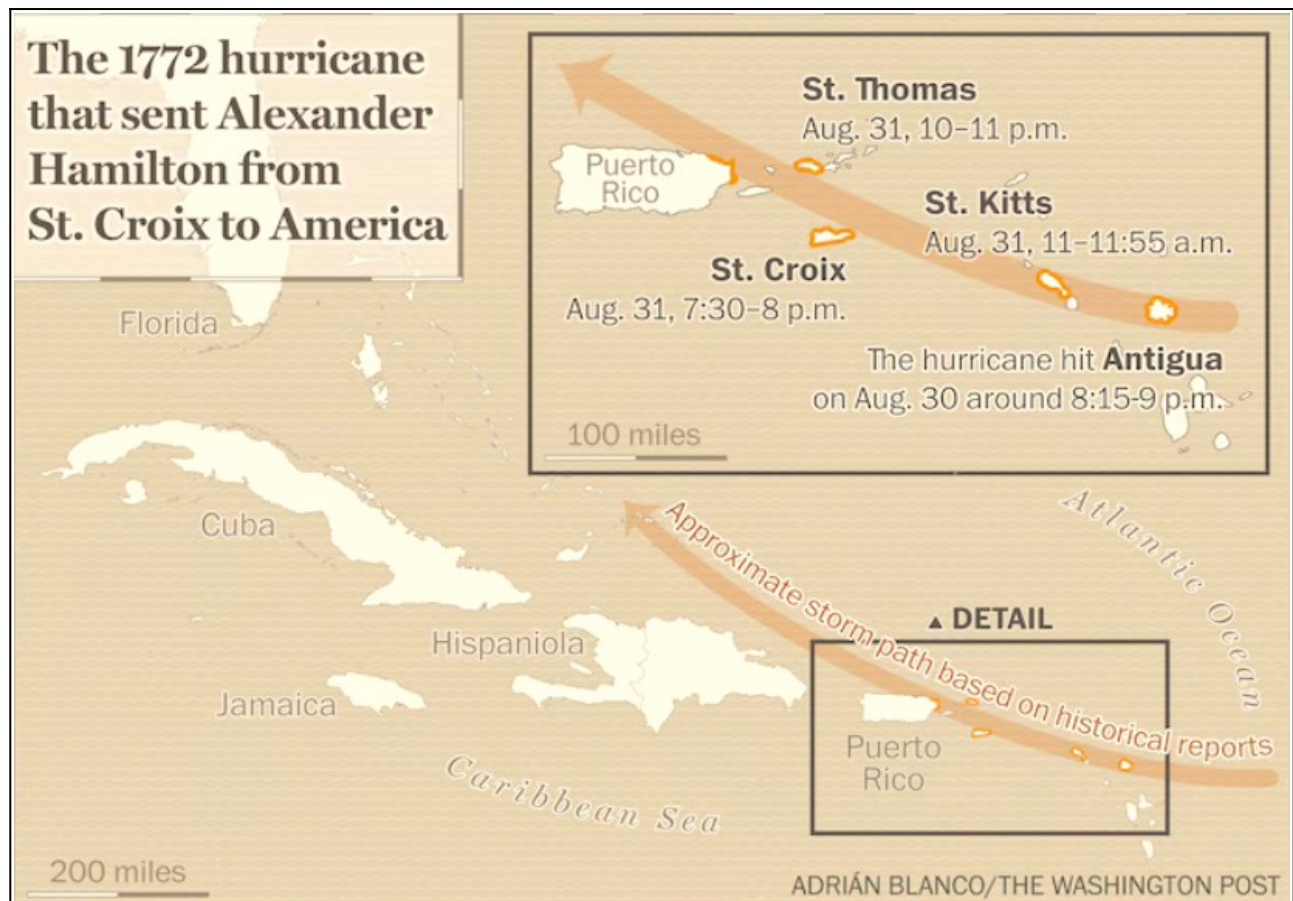 The 1772 hurricane
that sent Alexander
Hamilton from
St. Croix to America
St. Thomas
Aug. 31, 10–11 p.m.
Puerto
Rico
St. Kitts
Aug. 31, 11–11:55 a.m.
St. Croix
Aug. 31, 7:30–8 p.m.
The hurricane hit Antigua
on Aug. 30 around 8:15-9 p.m.
100 miles
Florida
Cuba
Atlantic Ocean
Approximate storm path based on historical reports
▲ DETAIL
Hispaniola
Jamaica
Puerto
Rico
Caribbean Sea
200 miles
ADRIÁN BLANCO/THE WASHINGTON POST